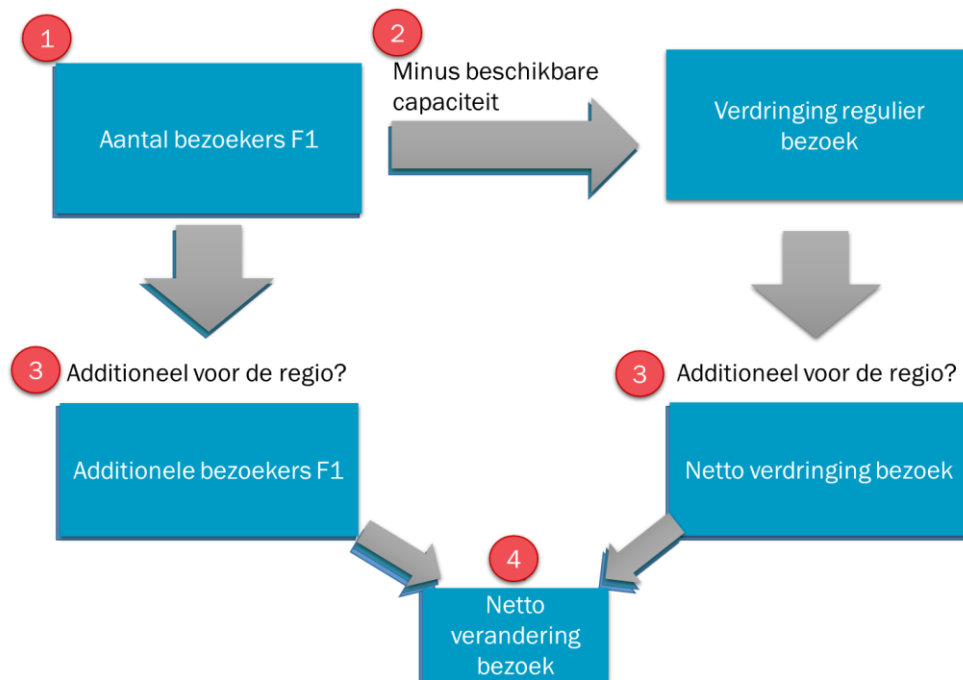 1
2
Minus beschikbare
capaciteit
Aantal bezoekers F1
Verdringing regulier
bezoek
3 Additioneel voor de regio?
3 Additioneel voor de regio?
Additionele bezoekers F1
Netto verdringing bezoek
4
Netto
verandering
bezoek